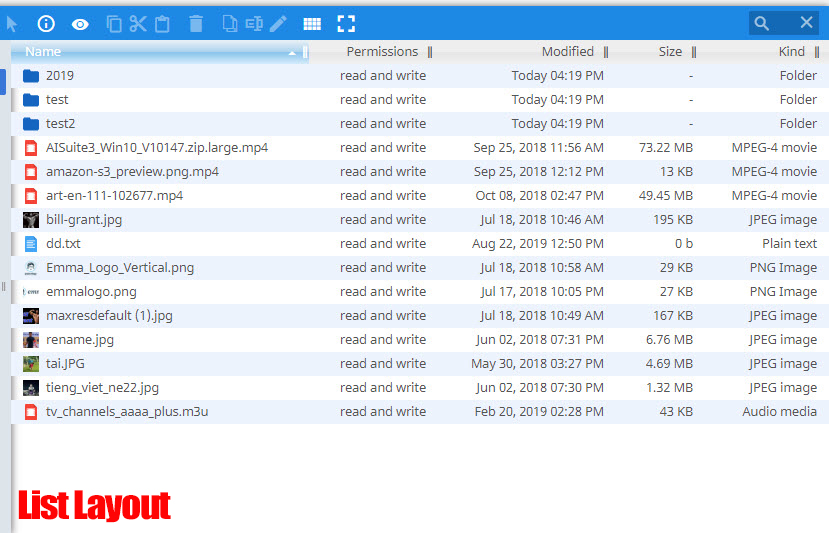 Name Permissions Modified Size Kind
2019 read and write Today 04:19 PM - Folder
test read and write Today 04:19 PM - Folder
test2 read and write Today 04:19 PM - Folder
AISuite3_Win10_V10147.zip.large.mp4 read and write Sep 25, 2018 11:56 AM 73.22 MB MPEG-4 movie
amazon-s3_preview.png.mp4 read and write Sep 25, 2018 12:12 PM 13 KB MPEG-4 movie
art-en-111-102677.mp4 read and write Oct 08, 2018 02:47 PM 49.45 MB MPEG-4 movie
bill-grant.jpg read and write Jul 18, 2018 10:46 AM 195 KB JPEG image
dd.txt read and write Aug 22, 2019 12:50 PM 0 b Plain text
Emma_Logo_Vertical.png read and write Jul 18, 2018 10:58 AM 29 KB PNG Image
emmalogo.png read and write Jul 17, 2018 10:05 PM 27 KB PNG Image
maxresdefault (1).jpg read and write Jul 18, 2018 10:49 AM 167 KB JPEG image
rename.jpg read and write Jun 02, 2018 07:31 PM 6.76 MB JPEG image
tai.JPG read and write May 30, 2018 03:27 PM 4.69 MB JPEG image
tieng_viet_ne22.jpg read and write Jun 02, 2018 07:30 PM 1.32 MB JPEG image
tv_channels_aaaa_plus.m3u read and write Feb 20, 2019 02:28 PM 43 KB Audio media
List Layout